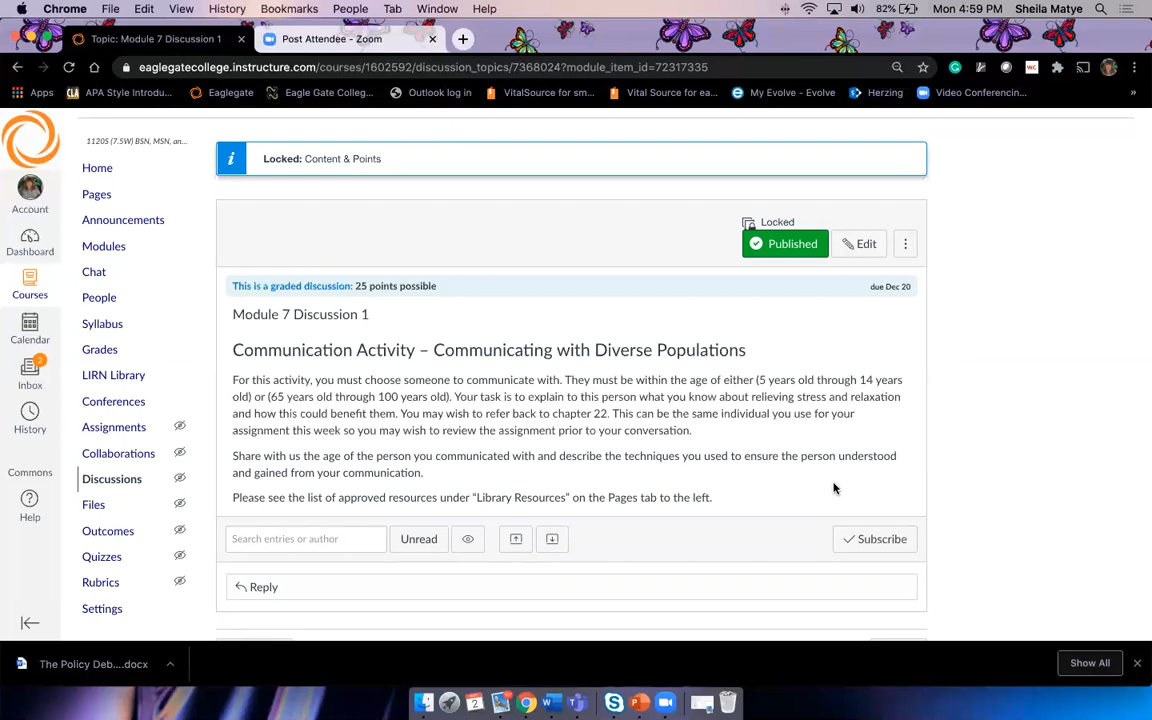 Chrome File Edit View History Bookmarks People Tab Window Help 82% Mon 4:59 PM Sheila Matye
Topic: Module 7 Discussion 1 Post Attendee - Zoom
eaglegatecollege.instructure.com/courses/1602592/discussion_topics/7368024?module_item_id=72317335
Apps APA Style Introdu... Eaglegate Eagle Gate Colleg... Outlook log in VitalSource for sm... Vital Source for ea... My Evolve - Evolve Herzing Video Conferencin... »
1120S (7.5W) BSN, MSN, an...
Home
Pages
Announcements
Modules
Chat
People
Syllabus
Grades
LIRN Library
Conferences
Assignments
Collaborations
Discussions
Files
Outcomes
Quizzes
Rubrics
Settings
Account
Dashboard
Courses
Calendar
2
Inbox
History
Commons
Help
Locked: Content & Points
Locked
Published Edit
This is a graded discussion: 25 points possible due Dec 20
Module 7 Discussion 1
Communication Activity – Communicating with Diverse Populations
For this activity, you must choose someone to communicate with. They must be within the age of either (5 years old through 14 years
old) or (65 years old through 100 years old). Your task is to explain to this person what you know about relieving stress and relaxation
and how this could benefit them. You may wish to refer back to chapter 22. This can be the same individual you use for your
assignment this week so you may wish to review the assignment prior to your conversation.
Share with us the age of the person you communicated with and describe the techniques you used to ensure the person understood
and gained from your communication.
Please see the list of approved resources under “Library Resources” on the Pages tab to the left.
Search entries or author Unread Subscribe
Reply
The Policy Deb....docx Show All